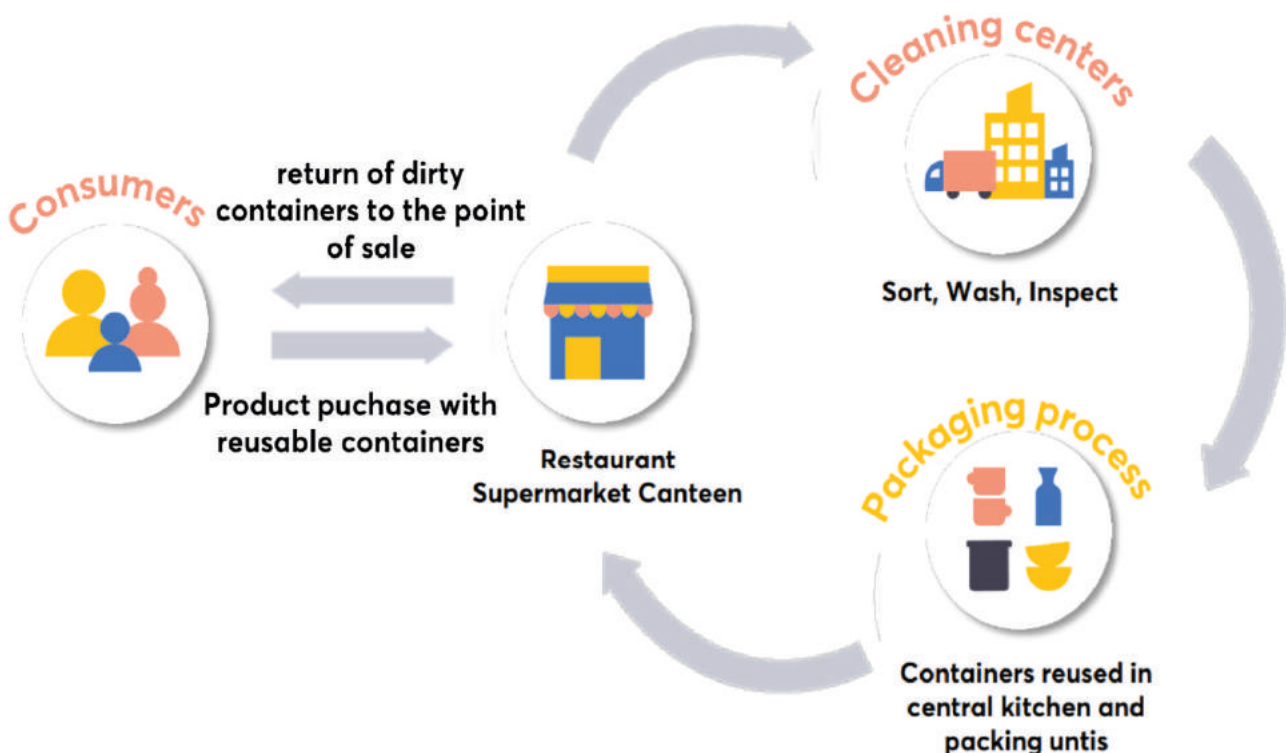 Consumers
return of dirty
containers to the point
of sale
Product puchase with
reusable containers
Restaurant
Supermarket Canteen
Cleaning centers
Sort, Wash, Inspect
Packaging process
Containers reused in
central kitchen and
packing untis